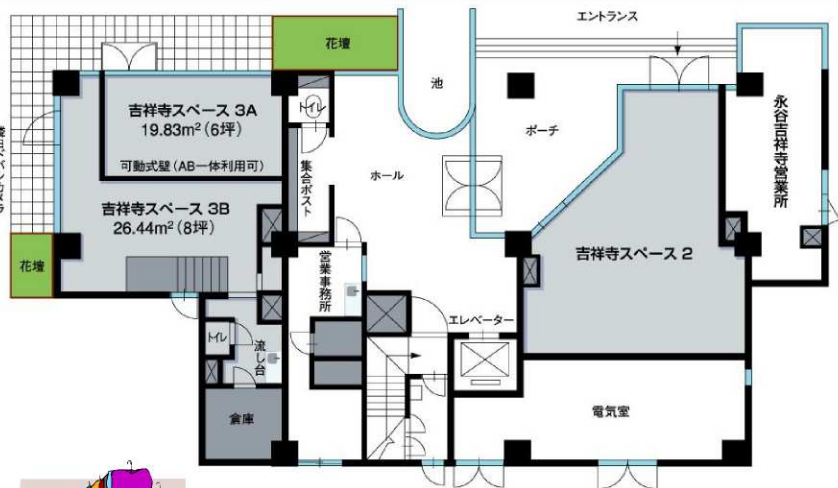 エントランス
花壇
池
ポーチ
永谷吉祥寺営業所
トイレ
吉祥寺スペース 3A
19.83m²(6坪)
可動式壁(AB一体利用可)
集合ポスト
ホール
吉祥寺スペース 3B
26.44m²(8坪)
花壇
営業事務所
吉祥寺スペース 2
エレベーター
トイレ
流し台
倉庫
電気室